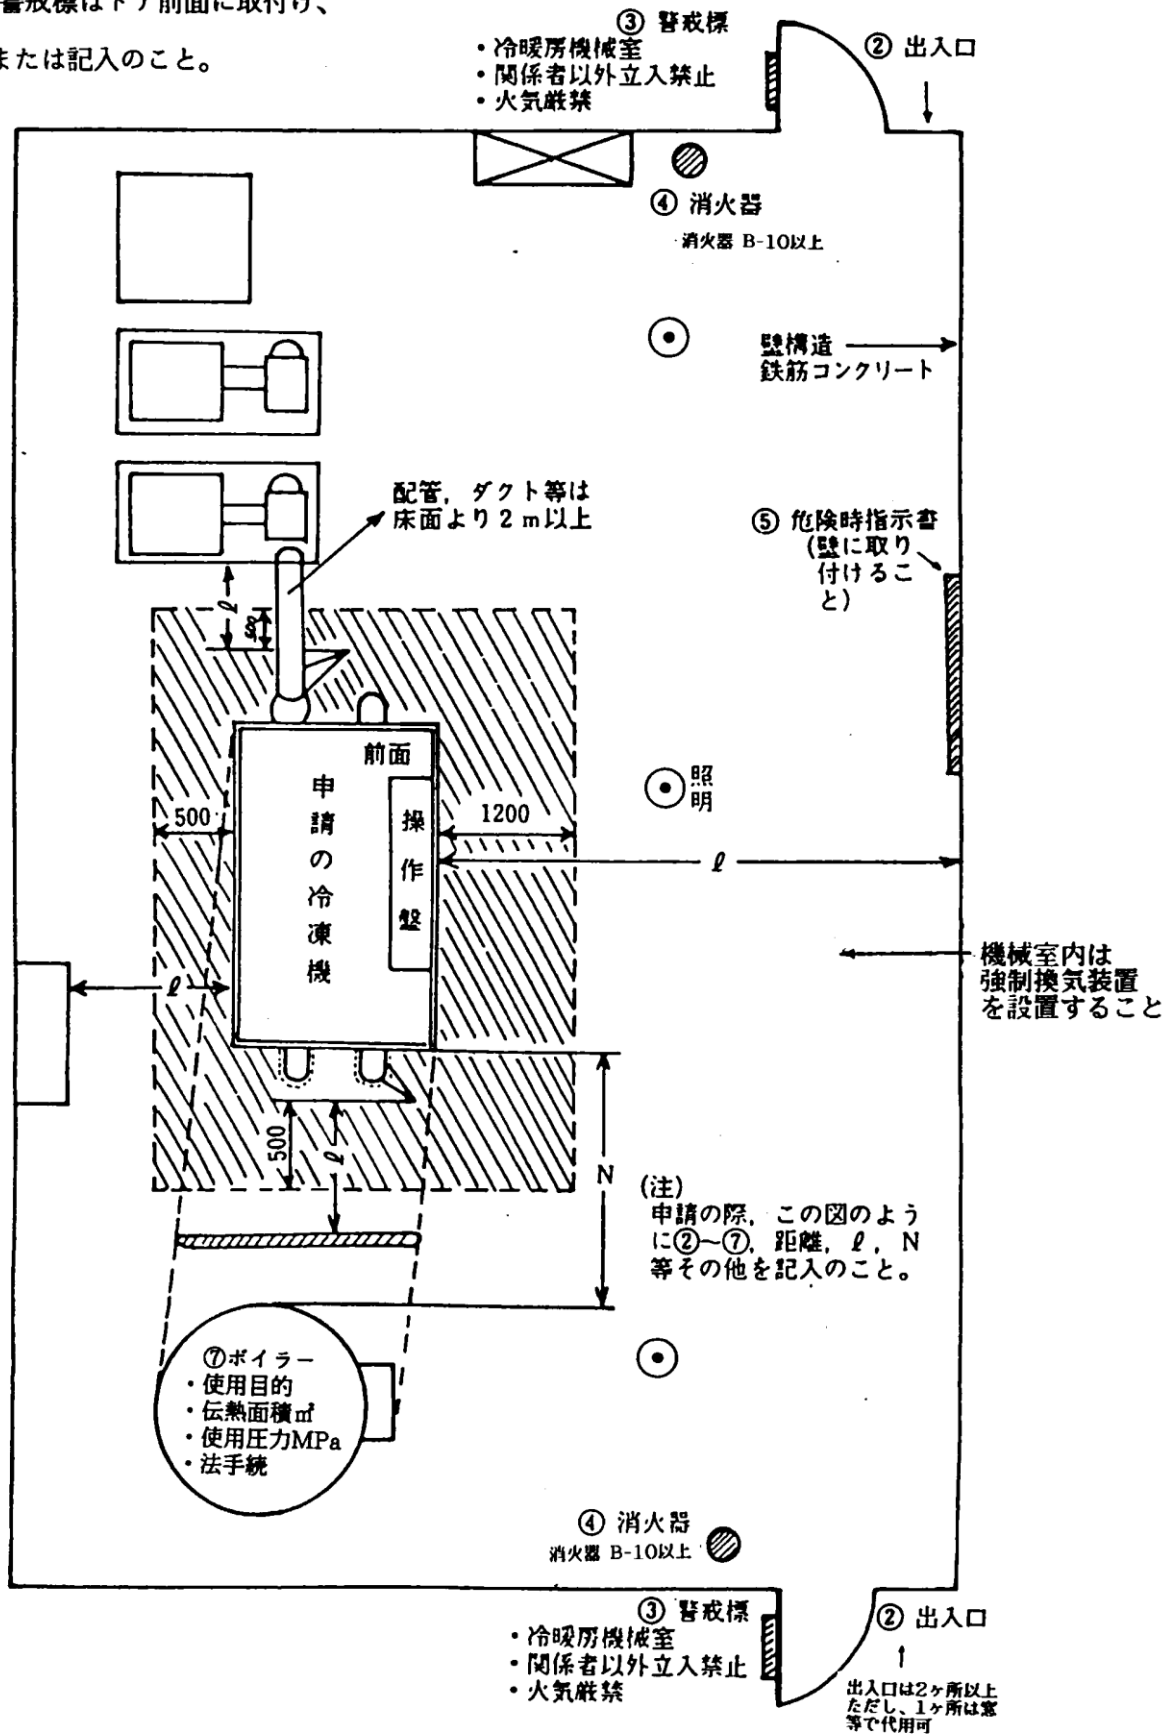 警戒標はドア前面に取付け、
または記入のこと。
③ 警戒標
・冷暖房機械室
・関係者以外立入禁止
・火気厳禁
② 出入口
④ 消火器
消火器 B-10以上
壁構造
鉄筋コンクリート
配管，ダクト等は
床面より2m以上
⑤ 危険時指示書
(壁に取り
付けるこ
と)
ℓ
500
前面
申請の冷凍機
操作盤
500
1200
照明
ℓ
ℓ
機械室内は
強制換気装置
を設置すること
500
ℓ
N
(注)
申請の際，この図のよう
に②〜⑦，距離，ℓ，N
等その他を記入のこと。
⑦ボイラー
・使用目的
・伝熱面積㎡
・使用圧力MPa
・法手続
④ 消火器
消火器 B-10以上
③ 警戒標
・冷暖房機械室
・関係者以外立入禁止
・火気厳禁
② 出入口
出入口は2ヶ所以上
ただし、1ヶ所は窓
等で代用可